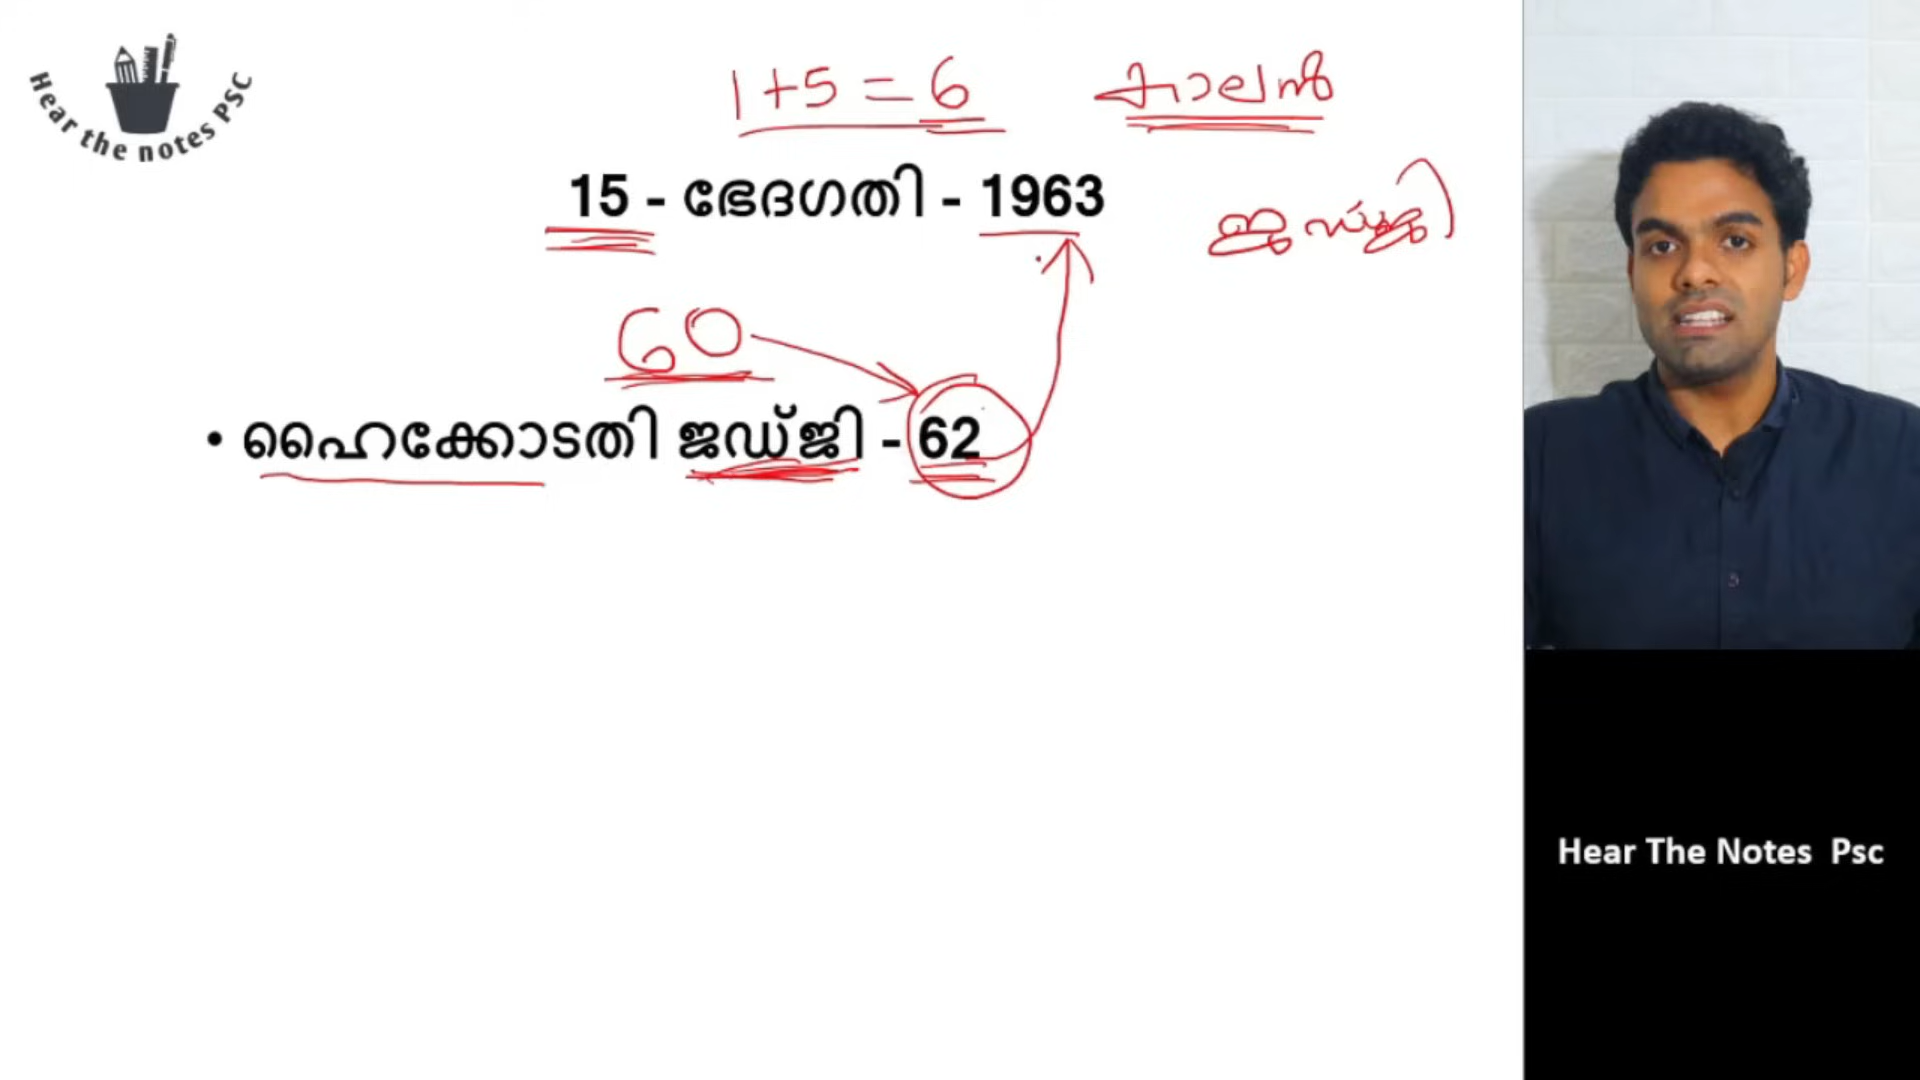 Hear the notes PSC
1+5 = 6 കാലൻ
15 - ഭേദഗതി - 1963
ജഡ്ജി
60
• ഹൈക്കോടതി ജഡ്ജി - 62
Hear The Notes Psc